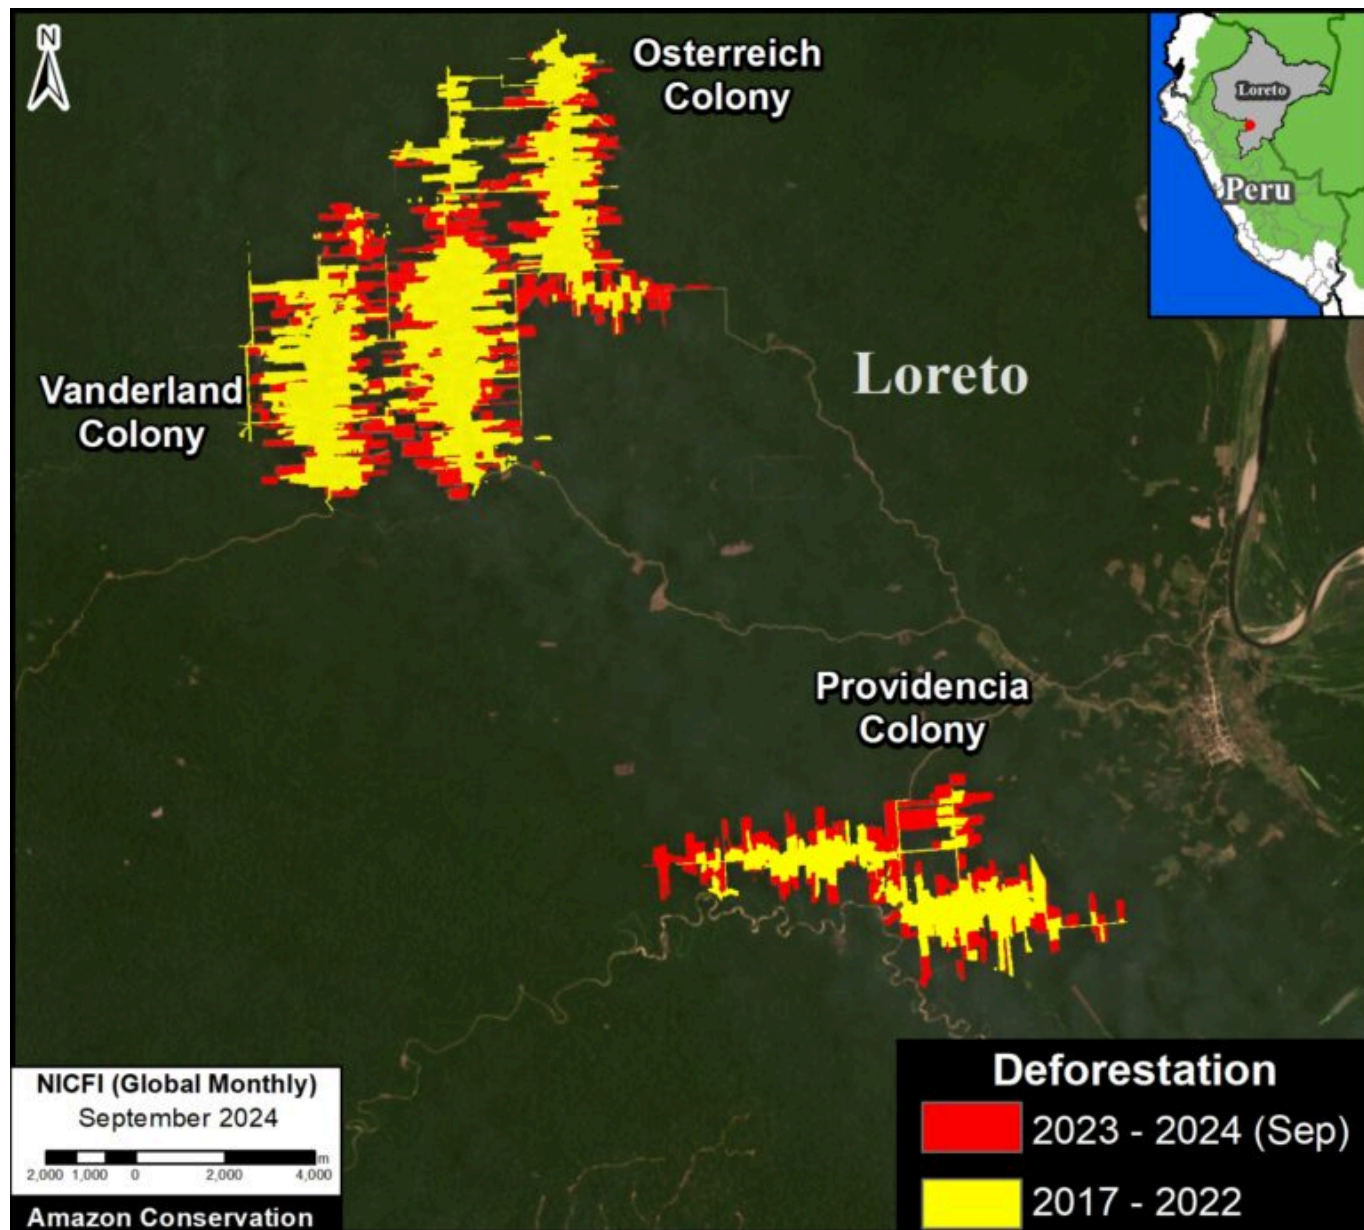 N
Osterreich
Colony
Loreto
Peru
Vanderland
Colony
Loreto
Providencia
Colony
NICFI (Global Monthly)
September 2024
2,000 1,000 0 2,000 4,000 m
Amazon Conservation
Deforestation
2023 - 2024 (Sep)
2017 - 2022